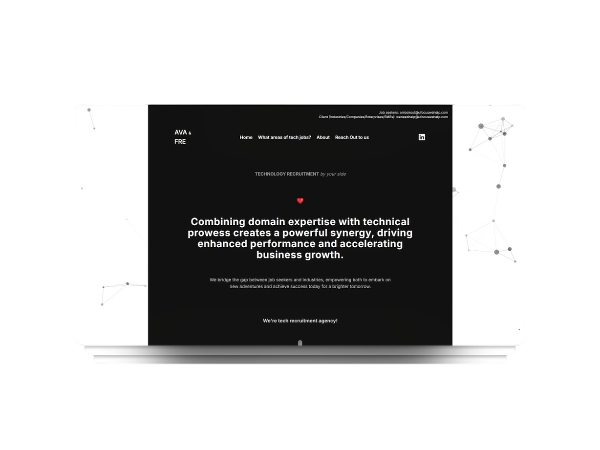 Job seekers:
Client (Industries/Companies/Enterprises/SMEs):
AVA &
FRE
Home What areas of tech jobs? About Reach Out to us
in
TECHNOLOGY RECRUITMENT by your side
Combining domain expertise with technical
prowess creates a powerful synergy, driving
enhanced performance and accelerating
business growth.
We bridge the gap between job seekers and industries, empowering both to embark on
new adventures and achieve success today for a brighter tomorrow.
We're tech recruitment agency!